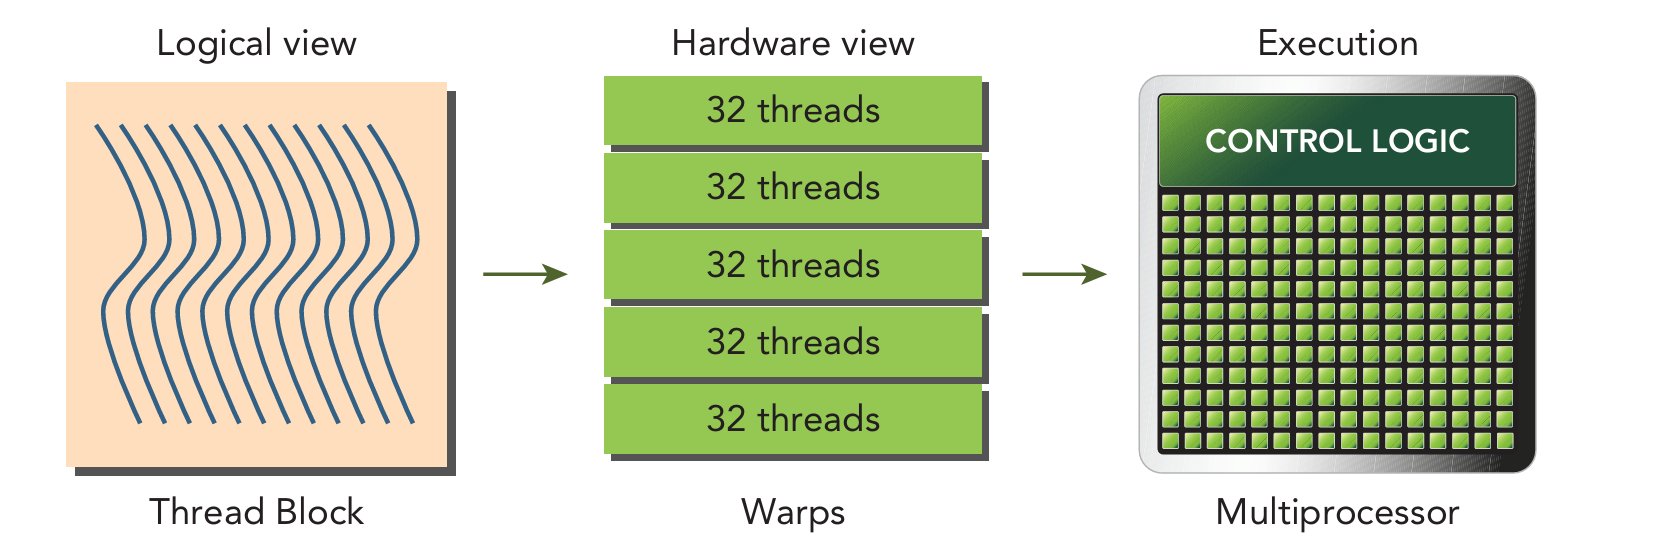 Logical view
Thread Block
Hardware view
32 threads
32 threads
32 threads
32 threads
32 threads
Warps
Execution
CONTROL LOGIC
Multiprocessor